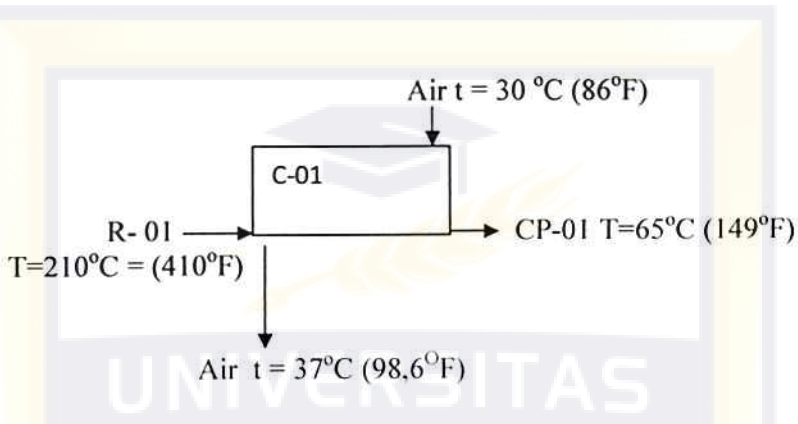 Air t = 30 °C (86°F)
C-01
R- 01
CP-01 T=65°C (149°F)
T=210°C = (410°F)
Air t = 37°C (98,6°F)
UNIVERSITAS